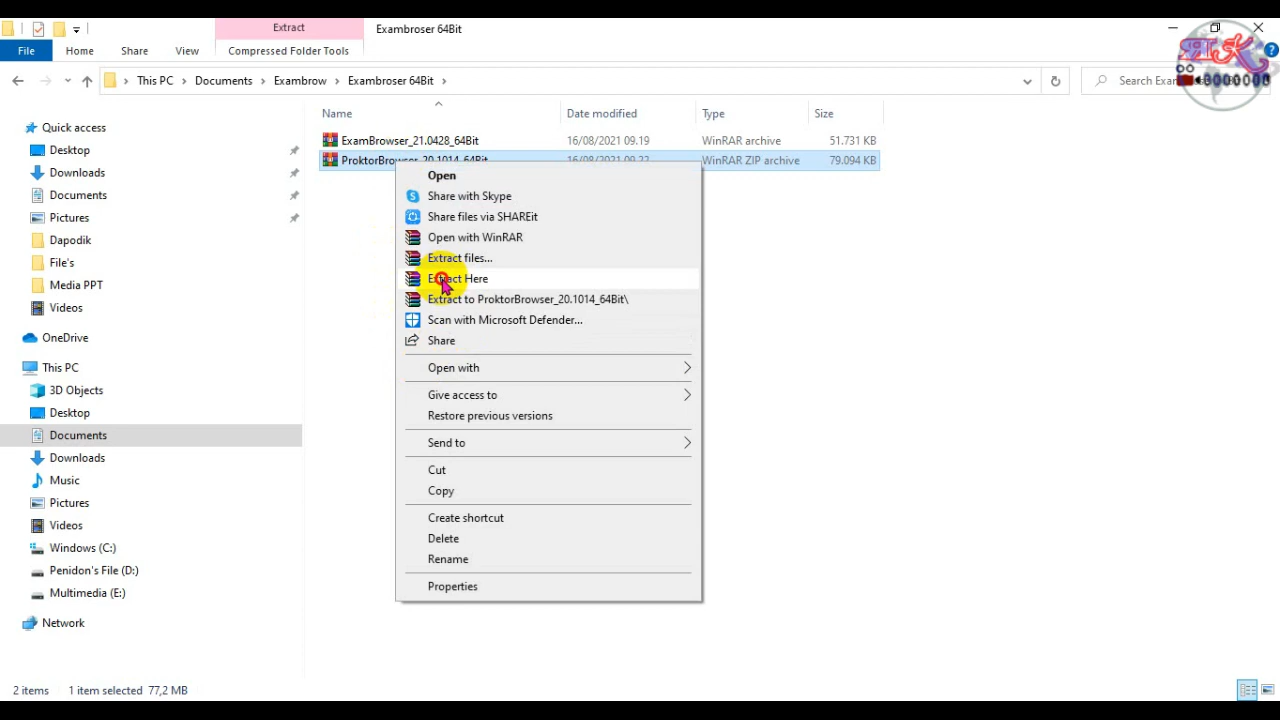 Extract
Exambroser 64Bit
File
Home
Share
View
Compressed Folder Tools
This PC
Documents
Exambrow
Exambroser 64Bit
Name
Date modified
Type
Size
Quick access
Desktop
Downloads
Documents
Pictures
Dapodik
File's
Media PPT
Videos
OneDrive
This PC
3D Objects
Desktop
Documents
Downloads
Music
Pictures
Videos
Windows (C:)
Penidon's File (D:)
Multimedia (E:)
Network
ExamBrowser_21.0428_64Bit 16/08/2021 09.19 WinRAR archive 51.731 KB
ProktorBrowser_20.1014_64Bit 16/08/2021 09.22 WinRAR ZIP archive 79.094 KB
Open
Share with Skype
Share files via SHAREit
Open with WinRAR
Extract files...
Extract Here
Extract to ProktorBrowser_20.1014_64Bit\
Scan with Microsoft Defender...
Share
Open with
Give access to
Restore previous versions
Send to
Cut
Copy
Create shortcut
Delete
Rename
Properties
2 items
1 item selected 77,2 MB